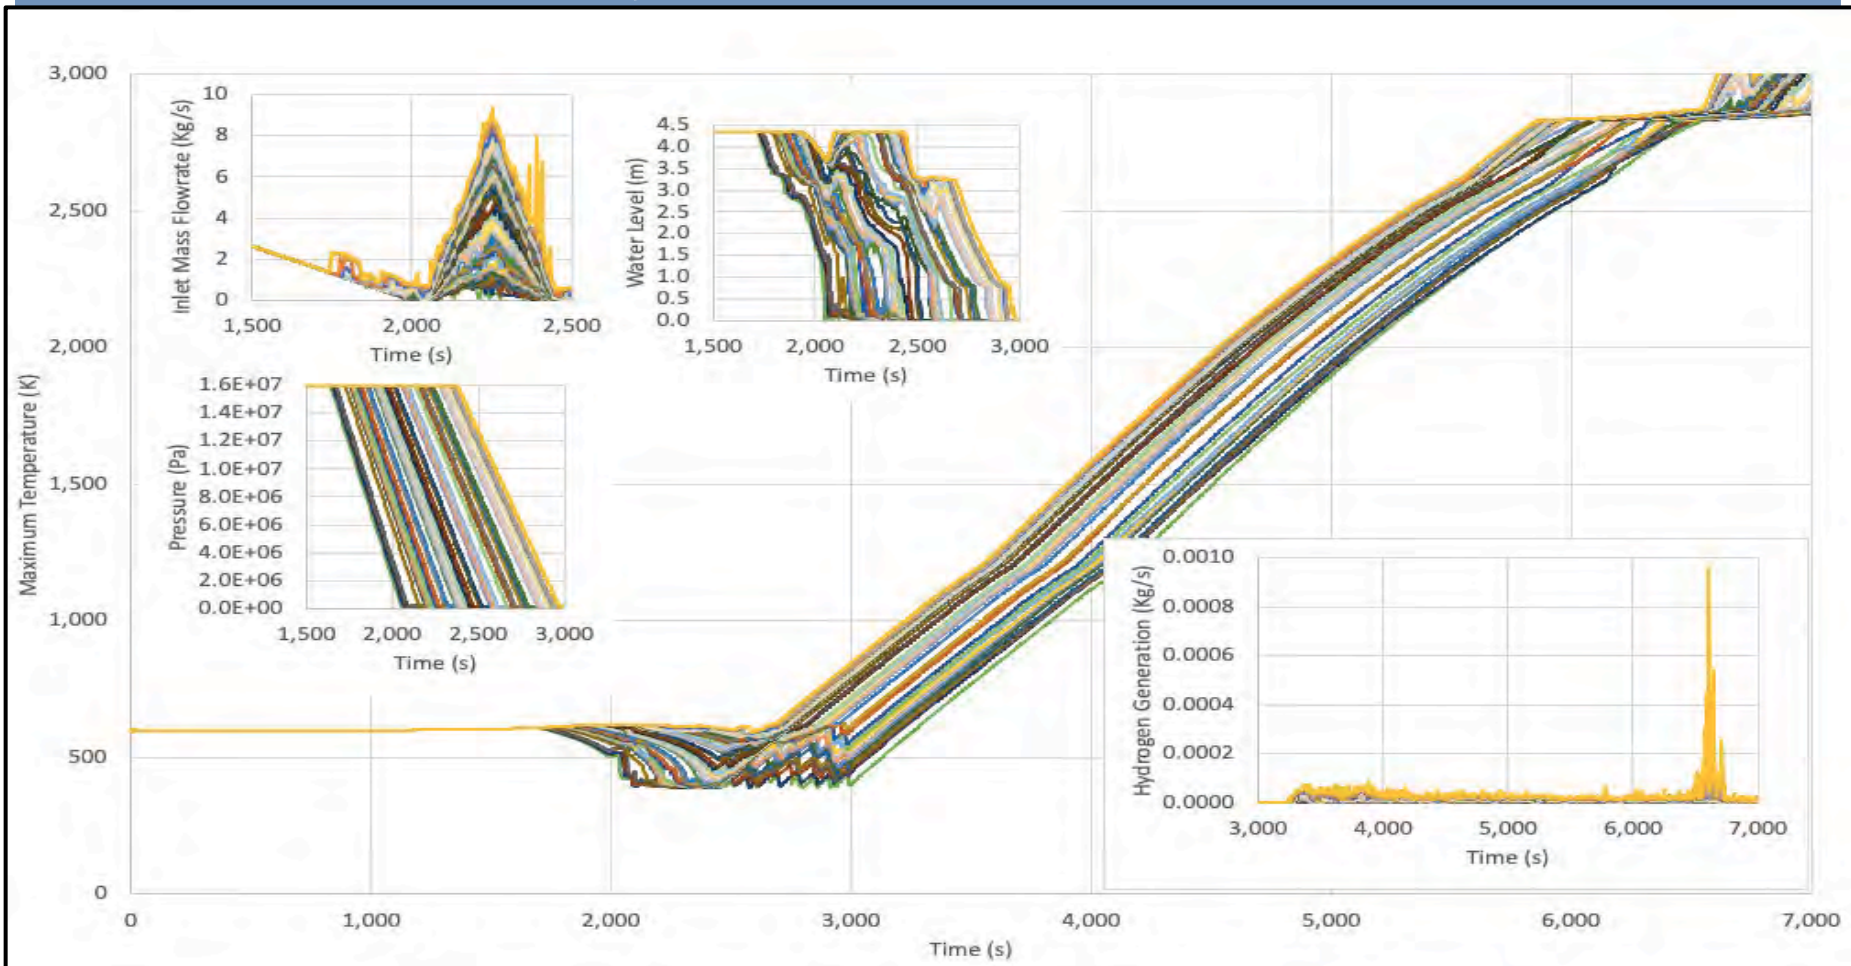 Maximum Temperature (K)
3,000
2,500
2,000
1,500
1,000
500
0
0 1,000 2,000 3,000 4,000 5,000 6,000 7,000
Time (s)
Inlet Mass Flowrate (Kg/s)
10
8
6
4
2
0
1,500 2,000 2,500
Time (s)
Water Level (m)
4.5
4.0
3.5
3.0
2.5
2.0
1.5
1.0
0.5
0.0
1,500 2,000 2,500 3,000
Time (s)
Pressure (Pa)
1.6E+07
1.4E+07
1.2E+07
1.0E+07
8.0E+06
6.0E+06
4.0E+06
2.0E+06
0.0E+00
1,500 2,000 2,500 3,000
Time (s)
Hydrogen Generation (Kg/s)
0.0010
0.0008
0.0006
0.0004
0.0002
0.0000
3,000 4,000 5,000 6,000 7,000
Time (s)